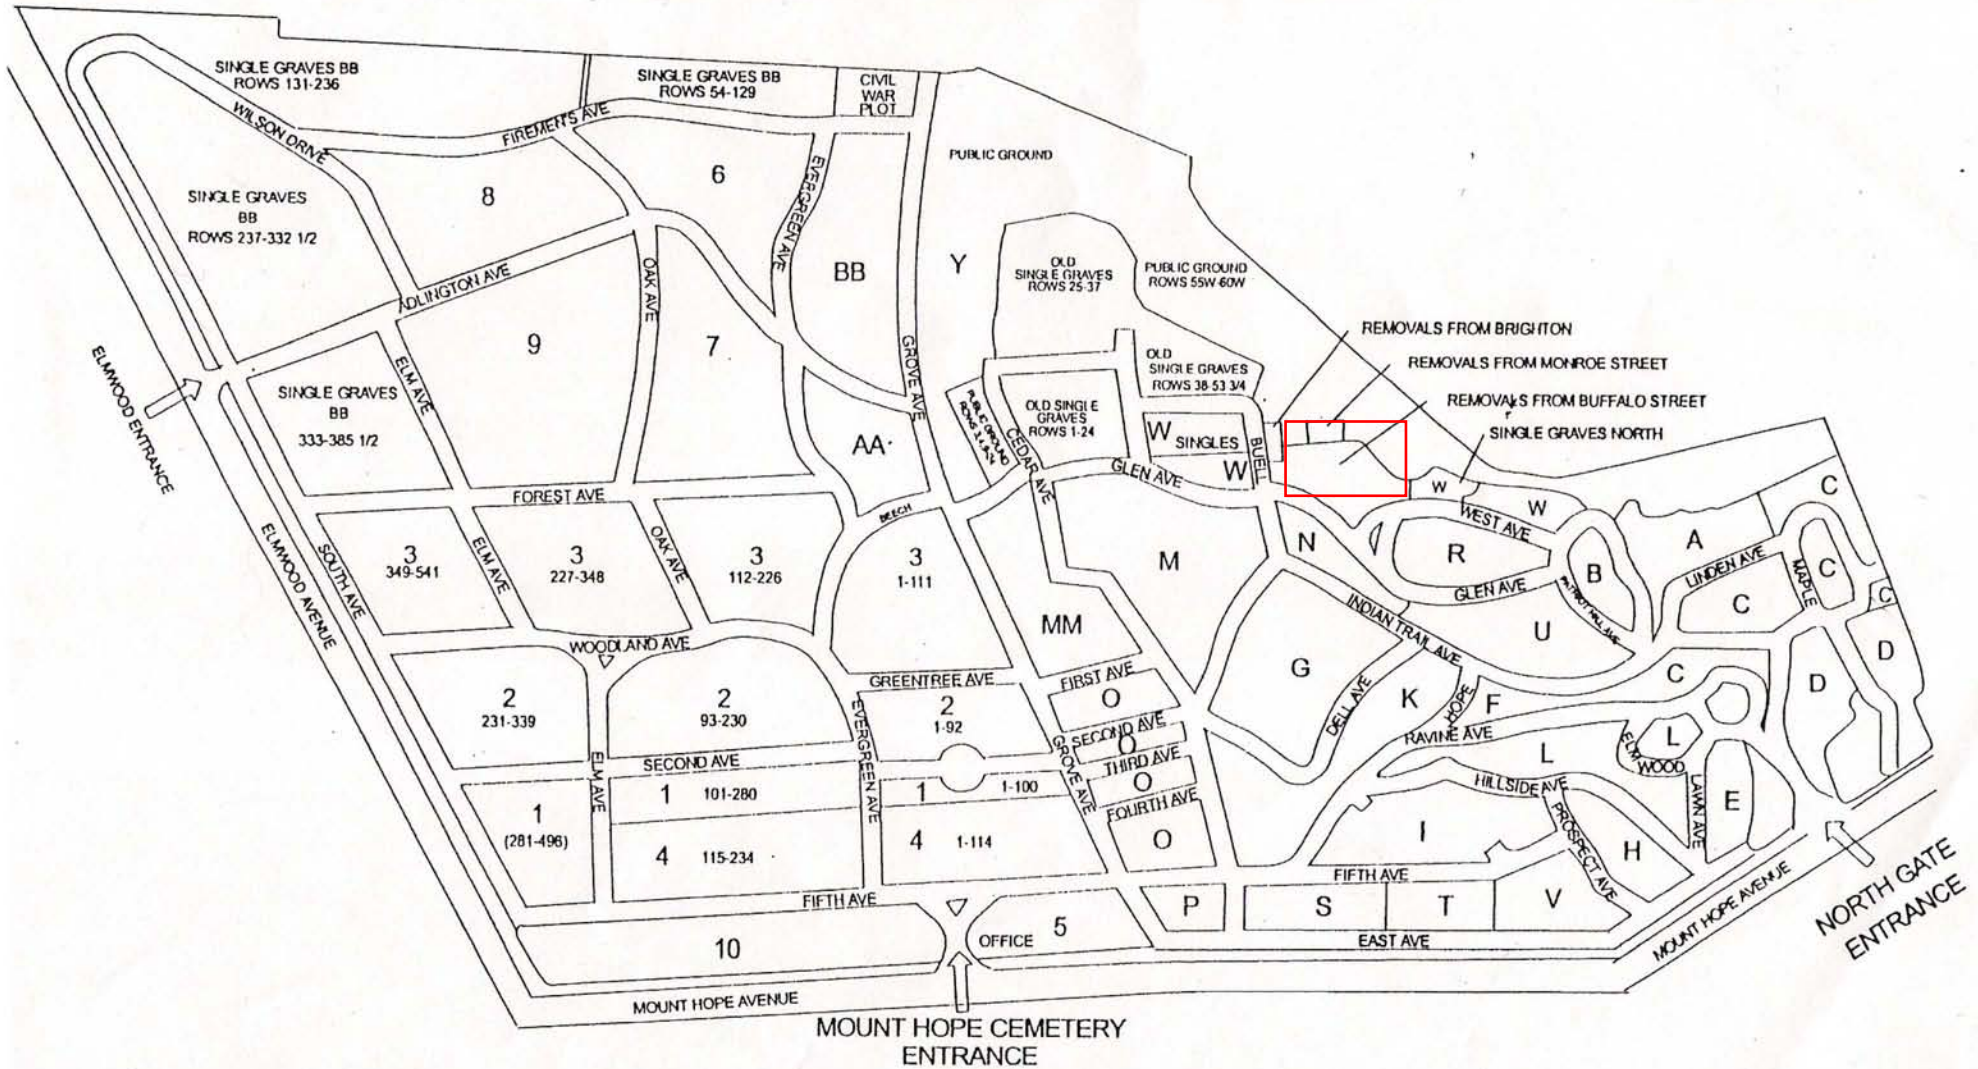 SINGLE GRAVES BB
ROWS 131-236
SINGLE GRAVES BB
ROWS 54-129
CIVIL
WAR
PLOT
WILSON DRIVE
FIREMEN'S AVE
EVERGREEN AVE
PUBLIC GROUND
6
8
SINGLE GRAVES
BB
ROWS 237-332 1/2
ADLINGTON AVE
OAK AVE
BB
Y
OLD
SINGLE GRAVES
ROWS 25-37
PUBLIC GROUND
ROWS 55W-60W
REMOVALS FROM BRIGHTON
REMOVALS FROM MONROE STREET
REMOVALS FROM BUFFALO STREET
SINGLE GRAVES NORTH
9
7
GROVE AVE
ELMWOOD ENTRANCE
ELM AVE
SINGLE GRAVES
BB
333-385 1/2
OLD
SINGLE GRAVES
ROWS 38-53 3/4
PUBLIC GROUND
OLD SINGLE
GRAVES
ROWS 1-24
CEDAR AVE
W
SINGLES
W
BUELL
GLEN AVE
AA
FOREST AVE
BEECH
W
W
WEST AVE
C
A
LINDEN AVE
MAPLE
C
C
C
ELMWOOD AVENUE
SOUTH AVE
3
349-541
ELM AVE
3
227-348
OAK AVE
3
112-226
3
1-111
M
N
R
B
GLEN AVE
PATRIOT HILL AVE
INDIAN TRAIL AVE
U
MM
WOODLAND AVE
GREENTREE AVE
FIRST AVE
G
DELL AVE
K
HOPE
F
C
D
D
2
231-339
2
93-230
EVERGREEN AVE
2
1-92
GROVE AVE
O
SECOND AVE
O
THIRD AVE
O
FOURTH AVE
O
RAVINE AVE
L
L
ELM
WOOD
HILLSIDE AVE
LAWN AVE
E
SECOND AVE
ELM AVE
1
(281-496)
1
101-280
1
1-100
4
115-234
4
1-114
I
PROSPECT AVE
H
FIFTH AVE
FIFTH AVE
P
S
T
V
10
OFFICE
5
EAST AVE
MOUNT HOPE AVENUE
NORTH GATE
ENTRANCE
MOUNT HOPE AVENUE
MOUNT HOPE CEMETERY
ENTRANCE